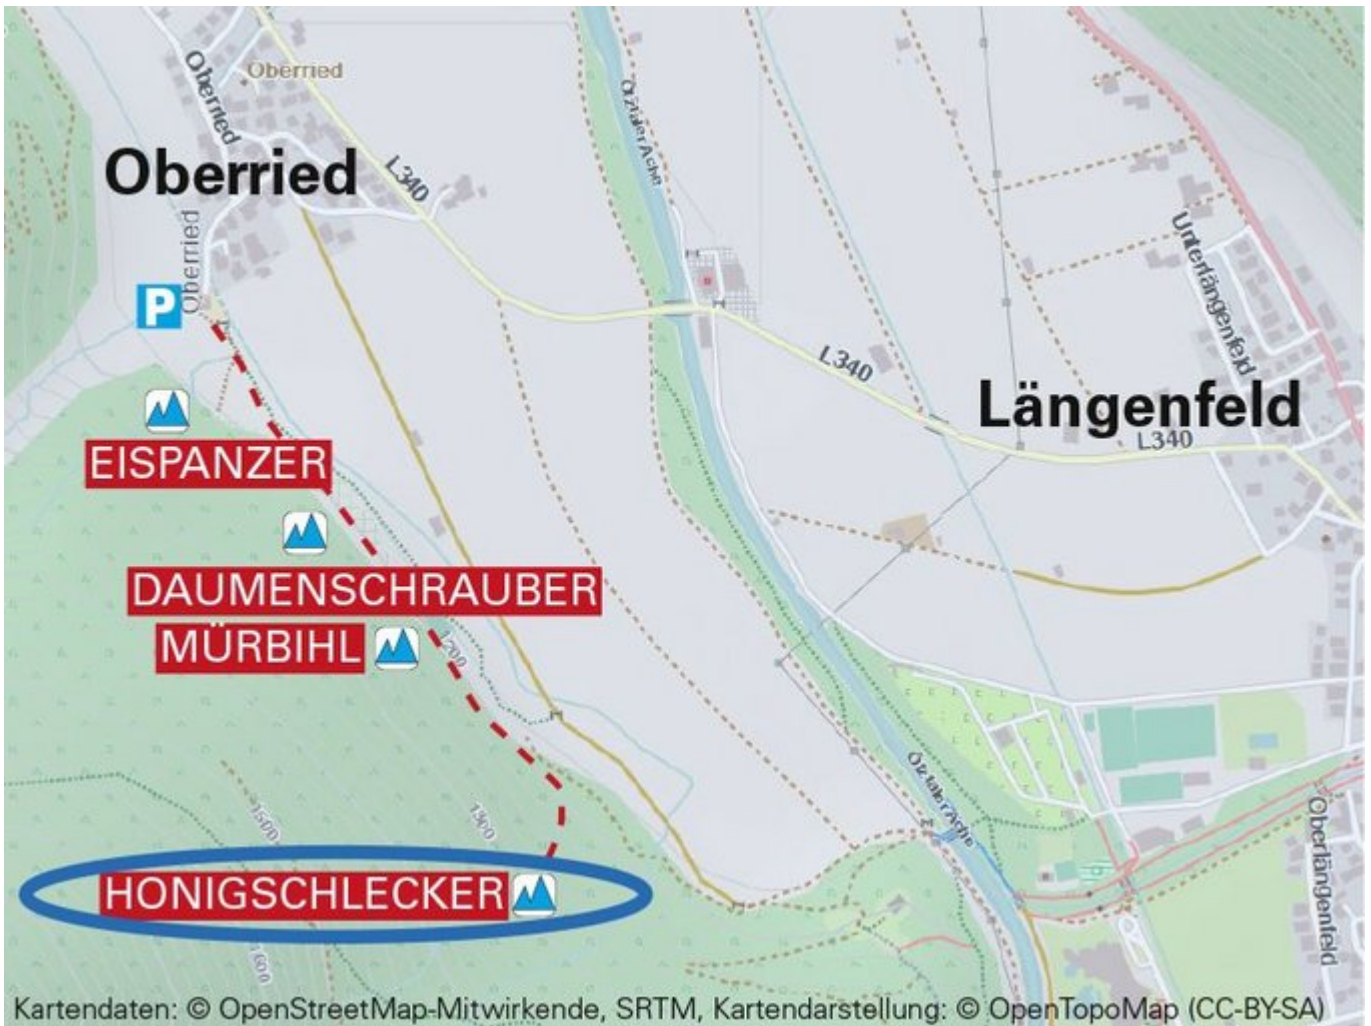 Oberried
Oberried
Oberried
L340
Oberried
P
Ötztaler Ache
Unterlängenfeld
L340
Längenfeld
L340
EISPANZER
DAUMENSCHRAUBER
MÜRBIHL
1200
Ötztaler Ache
1500
1300
Oberlängenfeld
HONIGSCHLECKER
1600
Kartendaten: © OpenStreetMap-Mitwirkende, SRTM, Kartendarstellung: © OpenTopoMap (CC-BY-SA)